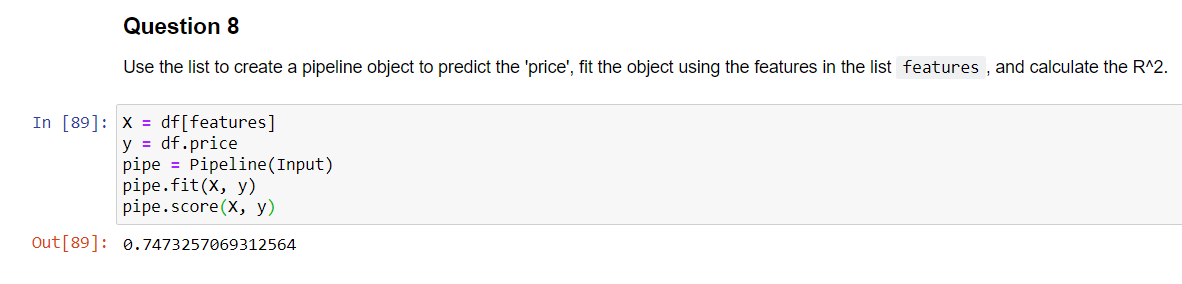 Question 8
Use the list to create a pipeline object to predict the 'price', fit the object using the features in the list features , and calculate the R^2.
In [89]: X = df[features]
y = df.price
pipe = Pipeline(Input)
pipe.fit(X, y)
pipe.score(X, y)
Out[89]: 0.7473257069312564